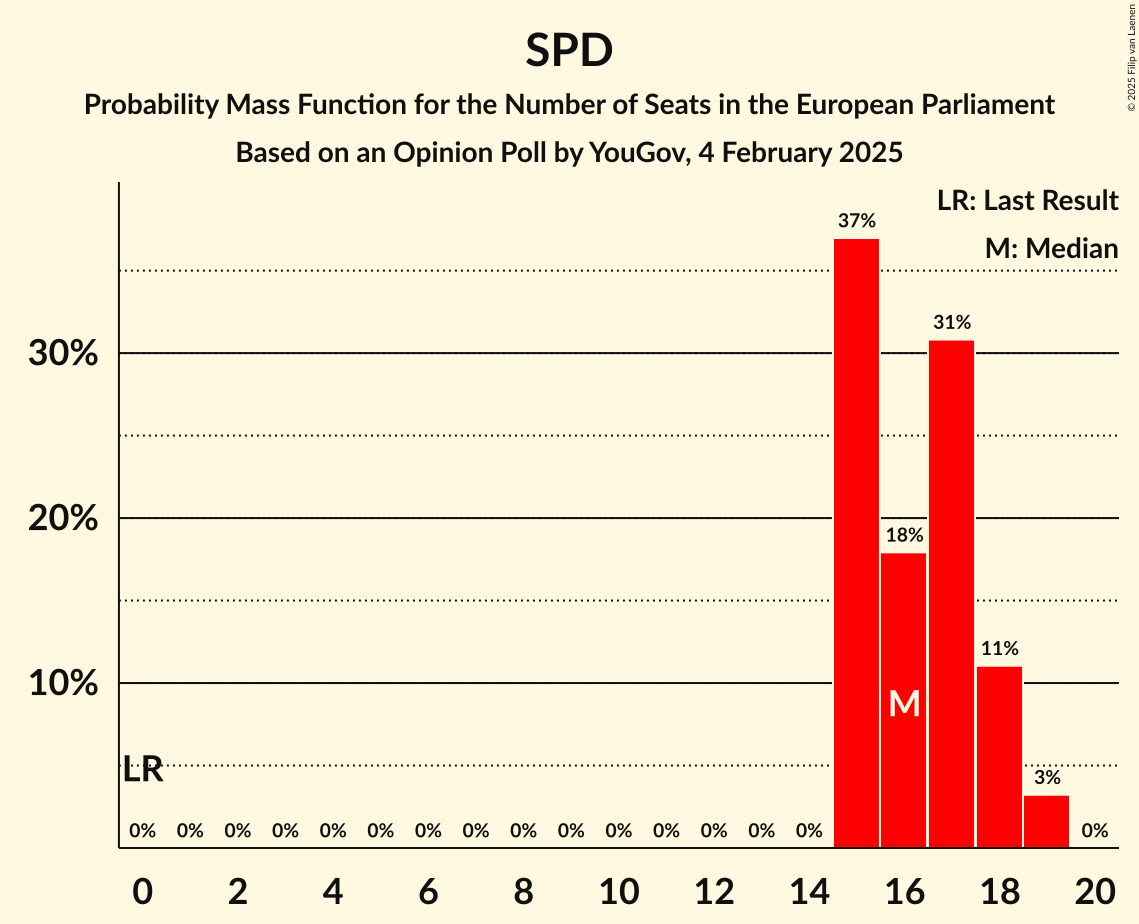 SPD
Probability Mass Function for the Number of Seats in the European Parliament
Based on an Opinion Poll by YouGov, 4 February 2025
© 2025 Filip van Laenen
LR: Last Result
M: Median
30%
20%
10%
37%
18%
31%
11%
3%
M
LR
0% 0% 0% 0% 0% 0% 0% 0% 0% 0% 0% 0% 0% 0% 0% 0%
0 2 4 6 8 10 12 14 16 18 20